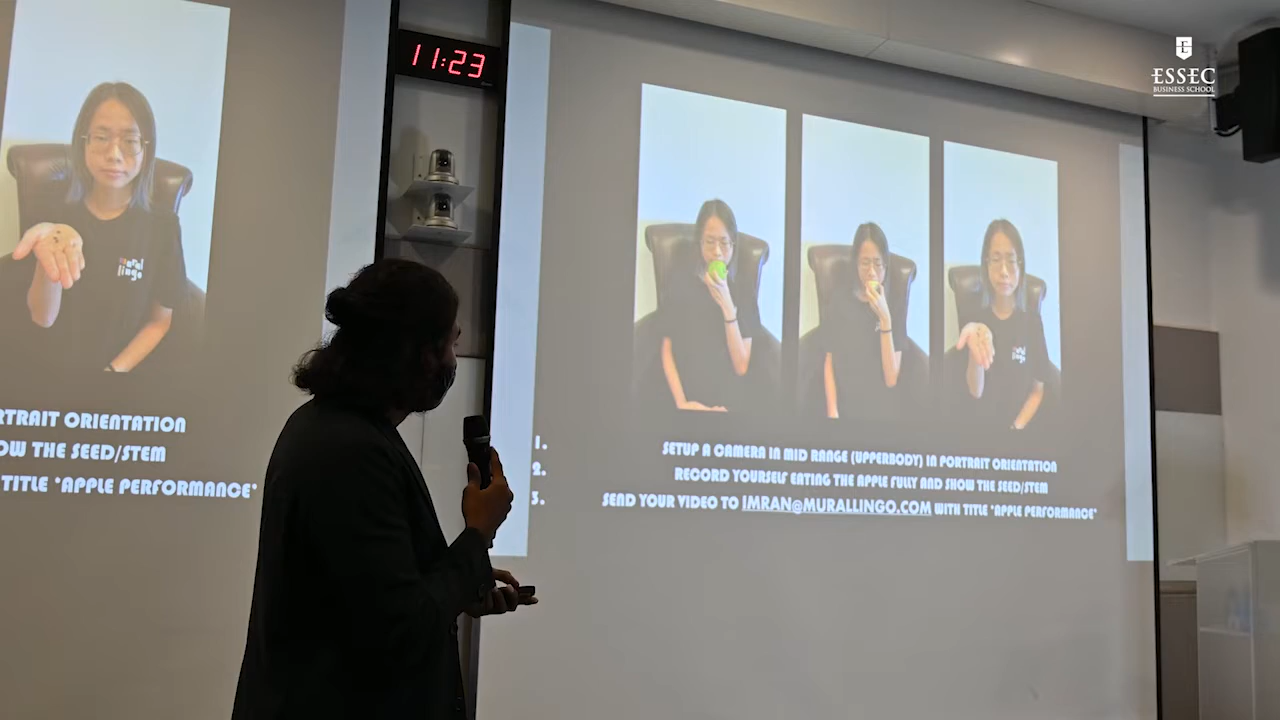 11:23
ESSEC
BUSINESS SCHOOL
lingo
RTRAIT ORIENTATION
OW THE SEED/STEM
TITLE 'APPLE PERFORMANCE'
1. SETUP A CAMERA IN MID RANGE (UPPERBODY) IN PORTRAIT ORIENTATION
2. RECORD YOURSELF EATING THE APPLE FULLY AND SHOW THE SEED/STEM
3. SEND YOUR VIDEO TO IMRAN@MURALLINGO.COM WITH TITLE 'APPLE PERFORMANCE'